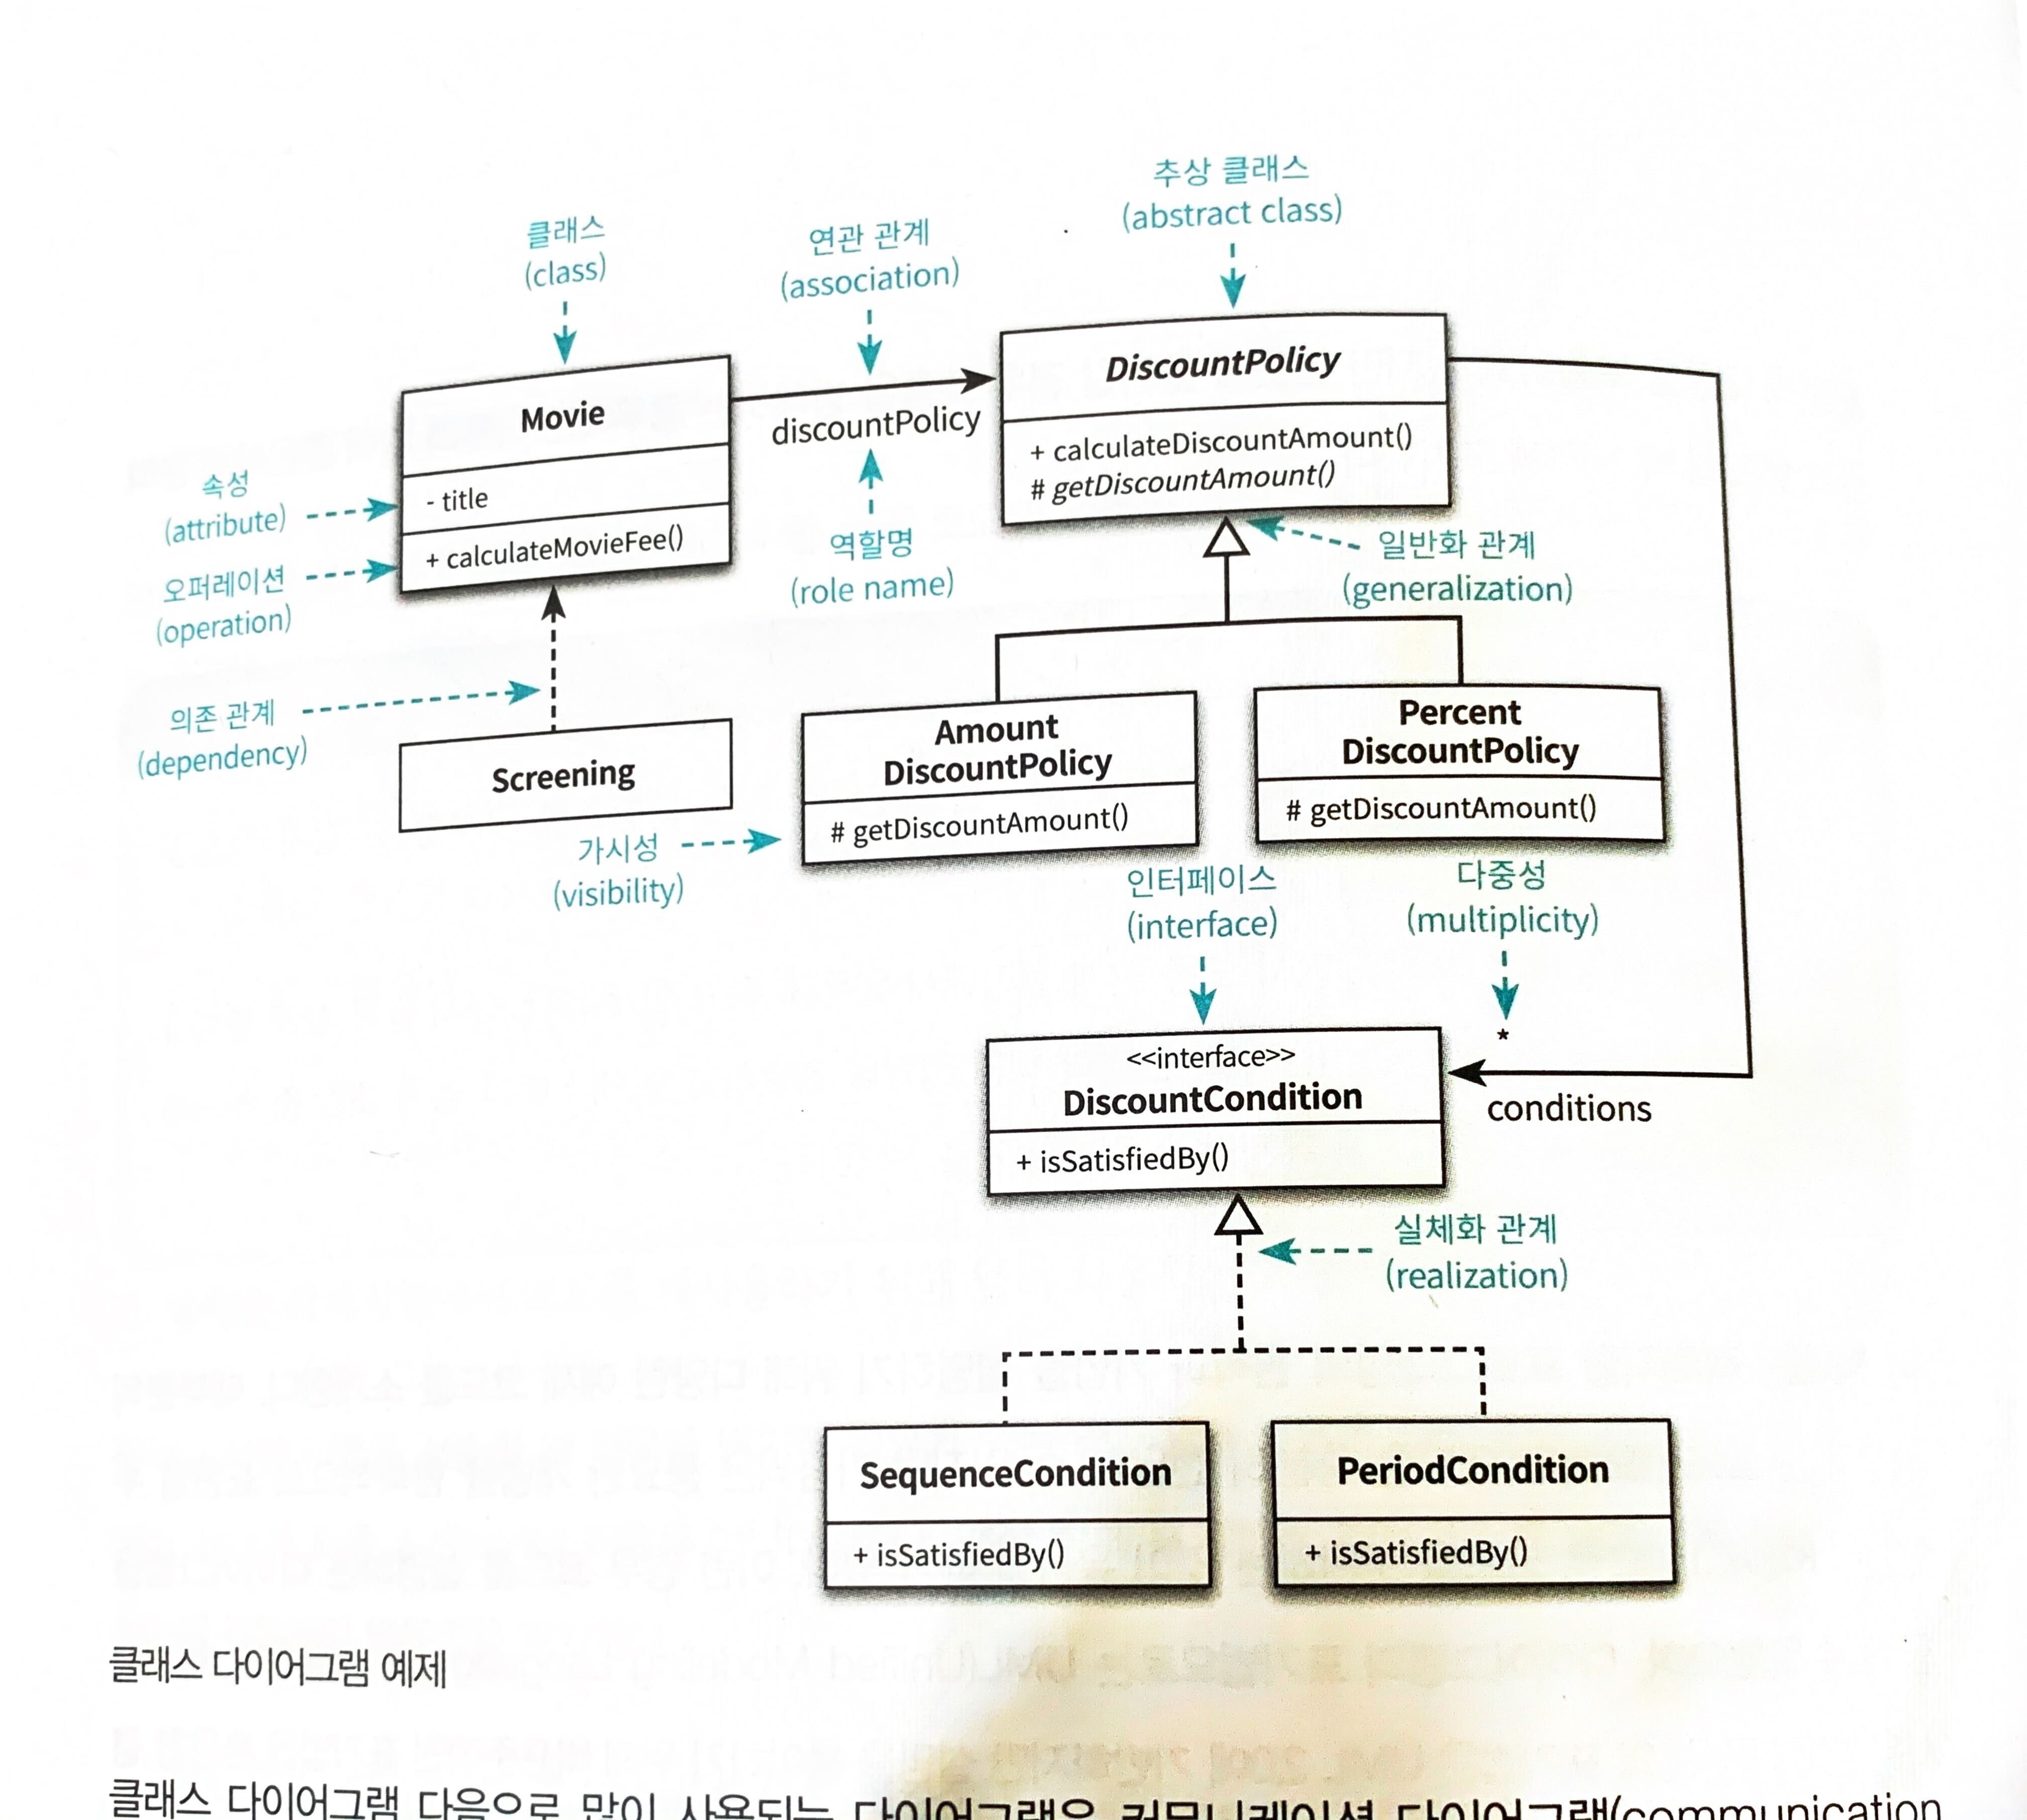 추상 클래스
(abstract class)
클래스
(class)
연관 관계
(association)
DiscountPolicy
+ calculateDiscountAmount()
# getDiscountAmount()
Movie
- title
+ calculateMovieFee()
discountPolicy
속성
(attribute)
오퍼레이션
(operation)
역할명
(role name)
일반화 관계
(generalization)
의존 관계
(dependency)
Screening
Amount
DiscountPolicy
# getDiscountAmount()
Percent
DiscountPolicy
# getDiscountAmount()
가시성
(visibility)
인터페이스
(interface)
다중성
(multiplicity)
*
<<interface>>
DiscountCondition
+ isSatisfiedBy()
conditions
실체화 관계
(realization)
SequenceCondition
+ isSatisfiedBy()
PeriodCondition
+ isSatisfiedBy()
클래스 다이어그램 예제
클래스 다이어그램 다음으로 많이 사용되는 다이어그램은 커뮤니케이션 다이어그램(communication